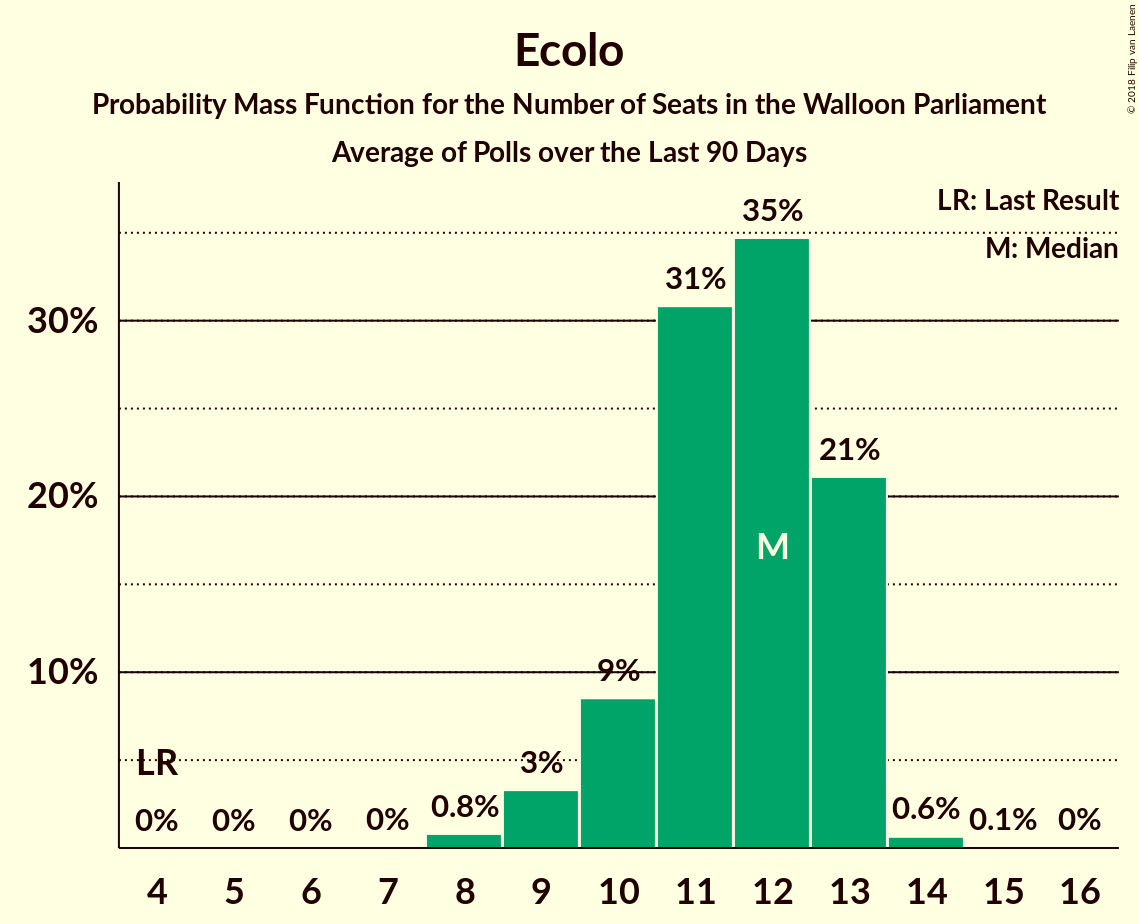 Ecolo
Probability Mass Function for the Number of Seats in the Walloon Parliament
Average of Polls over the Last 90 Days
© 2018 Filip van Laenen
LR: Last Result
M: Median
35%
31%
30%
21%
20%
M
10%
9%
LR
3%
0% 0% 0% 0% 0.8% 0.6% 0.1% 0%
4 5 6 7 8 9 10 11 12 13 14 15 16